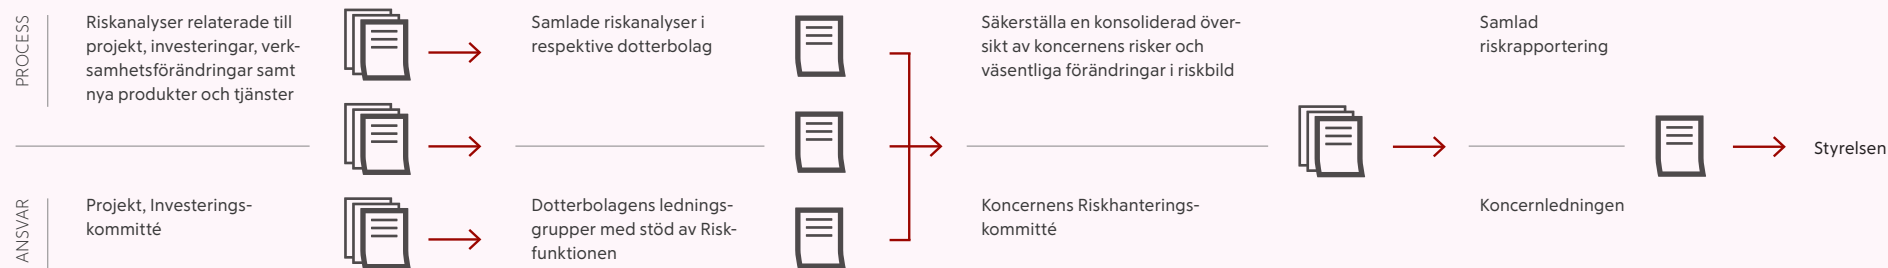 PROCESS
Riskanalyser relaterade till
projekt, investeringar, verk-
samhetsförändringar samt
nya produkter och tjänster
Samlade riskanalyser i
respektive dotterbolag
Säkerställa en konsoliderad över-
sikt av koncernens risker och
väsentliga förändringar i riskbild
Samlad
riskrapportering
Styrelsen
ANSVAR
Projekt, Investerings-
kommitté
Dotterbolagens lednings-
grupper med stöd av Risk-
funktionen
Koncernens Riskhanterings-
kommitté
Koncernledningen